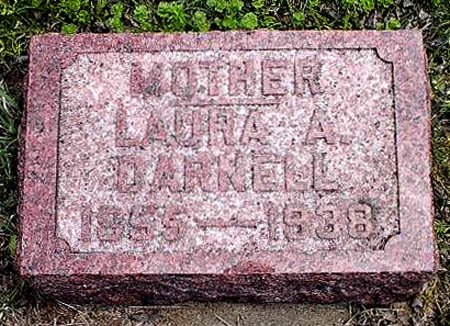 MOTHER
LAURA A.
DARNELL
1855 — 1938